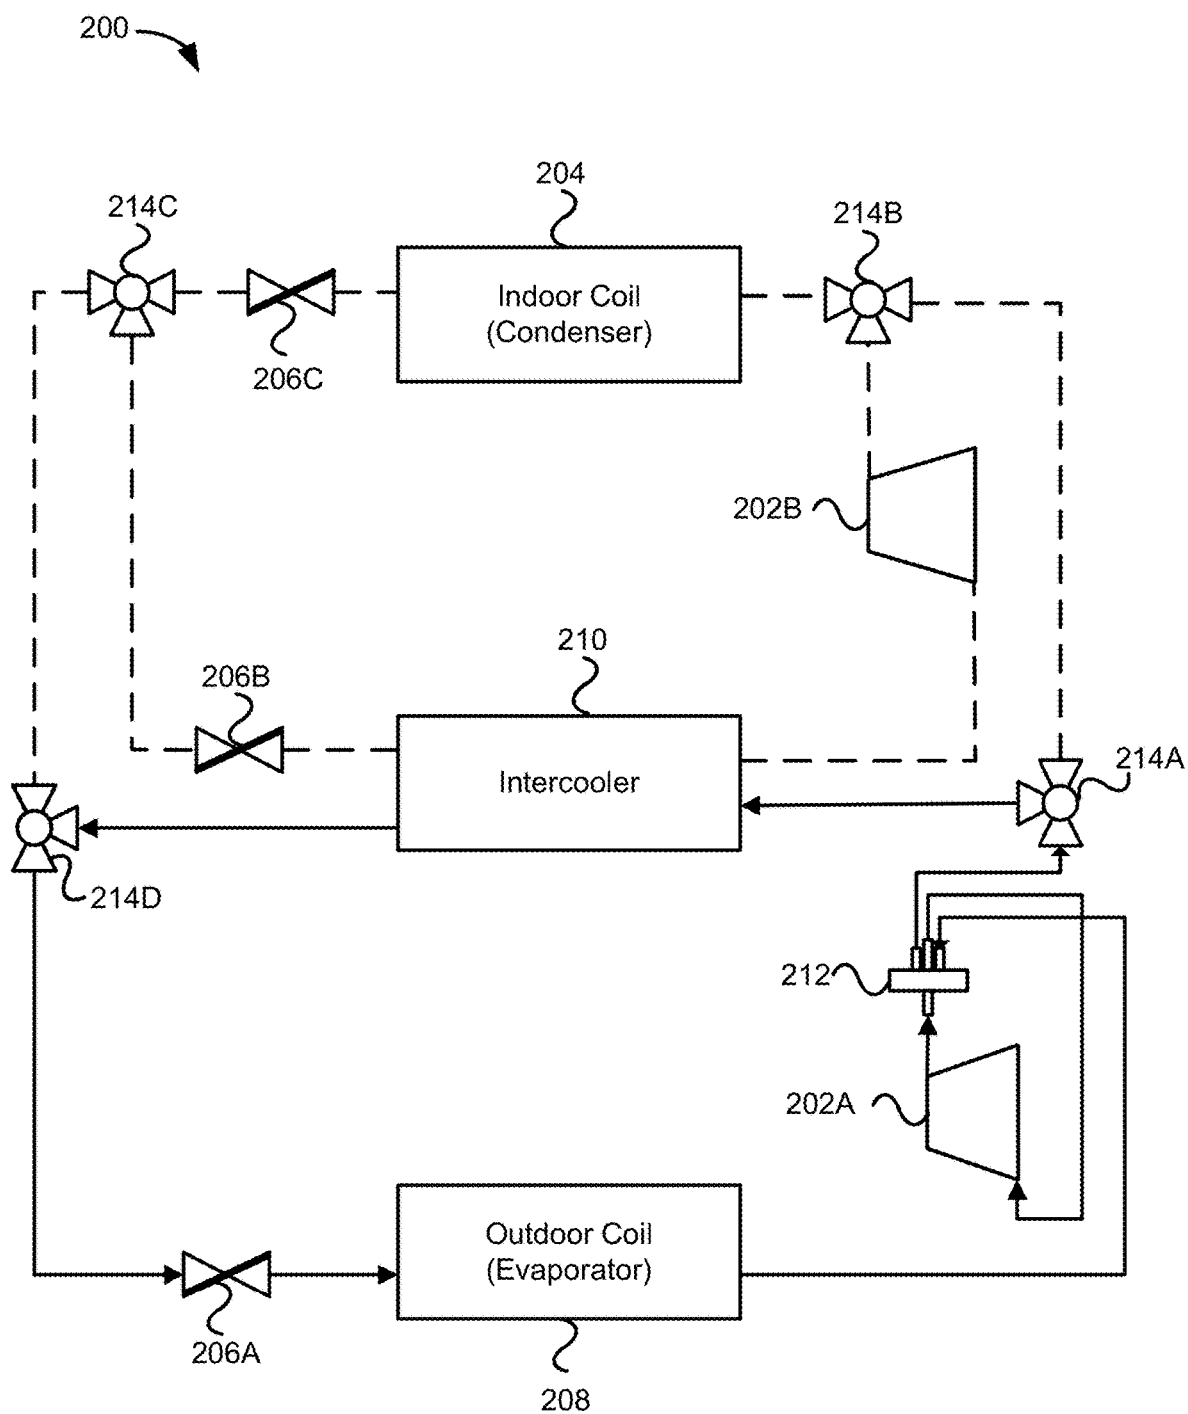 200
204
214C
214B
Indoor Coil
(Condenser)
206C
202B
210
206B
Intercooler
214A
214D
212
202A
Outdoor Coil
(Evaporator)
206A
208